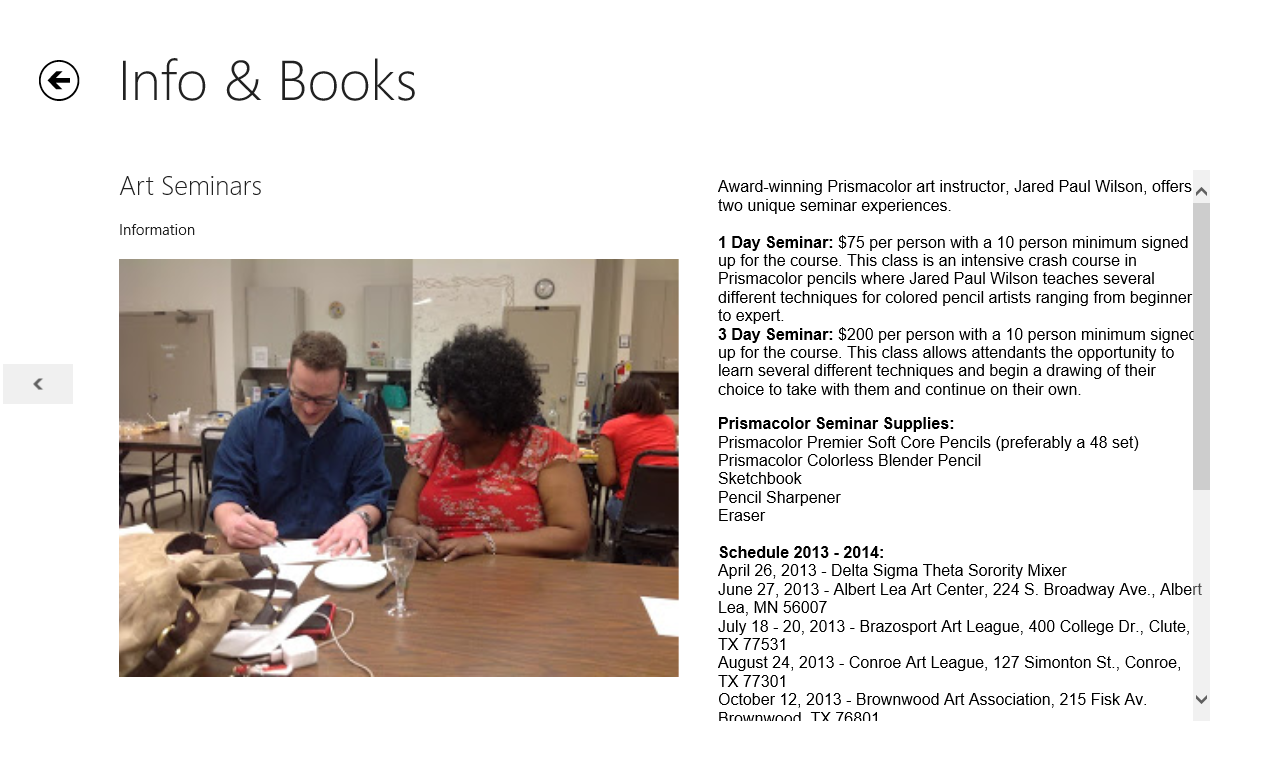 Info & Books
Art Seminars
Information
Award-winning Prismacolor art instructor, Jared Paul Wilson, offers
two unique seminar experiences.
1 Day Seminar: $75 per person with a 10 person minimum signed
up for the course. This class is an intensive crash course in
Prismacolor pencils where Jared Paul Wilson teaches several
different techniques for colored pencil artists ranging from beginner
to expert.
3 Day Seminar: $200 per person with a 10 person minimum signed
up for the course. This class allows attendants the opportunity to
learn several different techniques and begin a drawing of their
choice to take with them and continue on their own.
Prismacolor Seminar Supplies:
Prismacolor Premier Soft Core Pencils (preferably a 48 set)
Prismacolor Colorless Blender Pencil
Sketchbook
Pencil Sharpener
Eraser
Schedule 2013 - 2014:
April 26, 2013 - Delta Sigma Theta Sorority Mixer
June 27, 2013 - Albert Lea Art Center, 224 S. Broadway Ave., Albert
Lea, MN 56007
July 18 - 20, 2013 - Brazosport Art League, 400 College Dr., Clute,
TX 77531
August 24, 2013 - Conroe Art League, 127 Simonton St., Conroe,
TX 77301
October 12, 2013 - Brownwood Art Association, 215 Fisk Av.
Brownwood, TX 76801